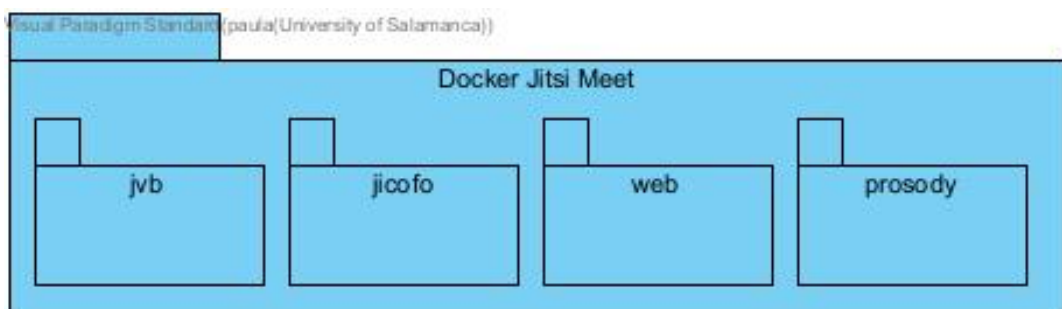 Visual Paradigm Standard(paula(University of Salamanca))
Docker Jitsi Meet
jvb
jicofo
web
prosody